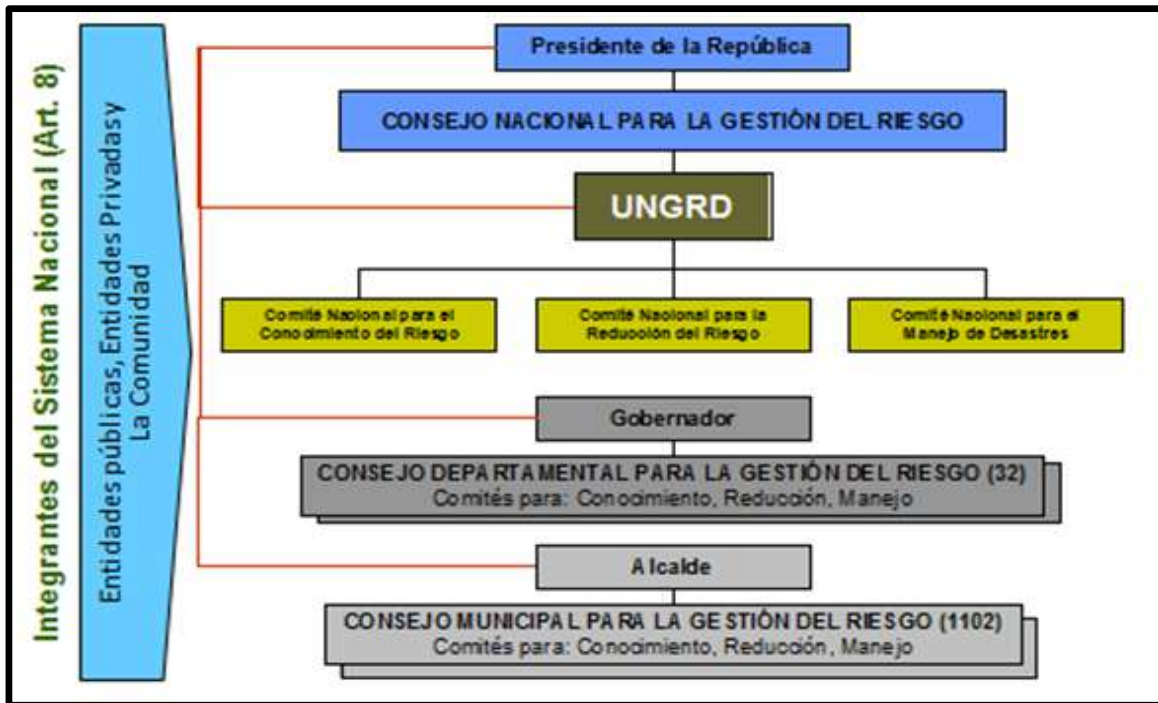 Integrantes del Sistema Nacional (Art. 8)
Entidades públicas, Entidades Privadasy
La Comunidad
Presidente de la República
CONSEJO NACIONAL PARA LA GESTIÓN DEL RIESGO
UNGRD
Comité Nacional para el
Conocimiento del Riesgo
Comité Nacional para la
Reducción del Riesgo
Comité Nacional para el
Manejo de Desastres
Gobernador
CONSEJO DEPARTAMENTAL PARA LA GESTIÓN DEL RIESGO (32)
Comités para: Conocimiento, Reducción, Manejo
Alcalde
CONSEJO MUNICIPAL PARA LA GESTIÓN DEL RIESGO (1102)
Comités para: Conocimiento, Reducción, Manejo